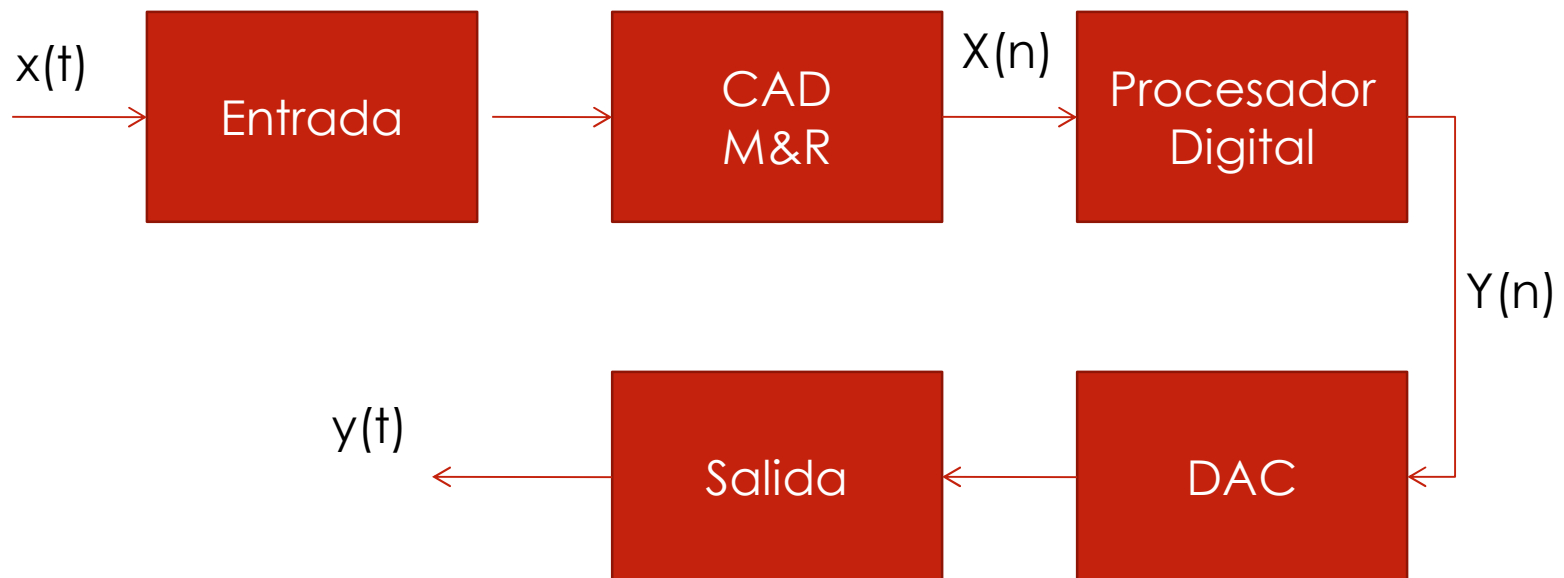 x(t)
Entrada
CAD
M&R
X(n)
Procesador
Digital
Y(n)
DAC
Salida
y(t)